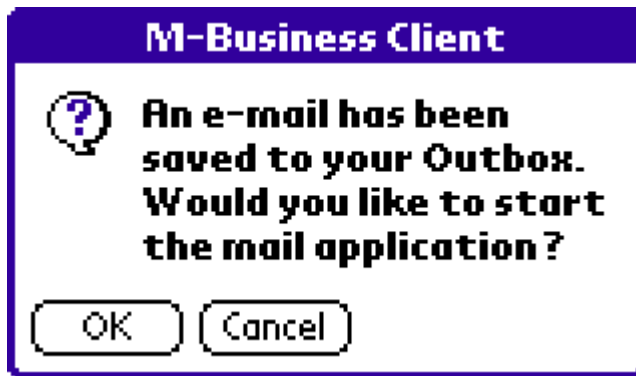 M-Business Client
An e-mail has been
saved to your Outbox.
Would you like to start
the mail application?
OK Cancel